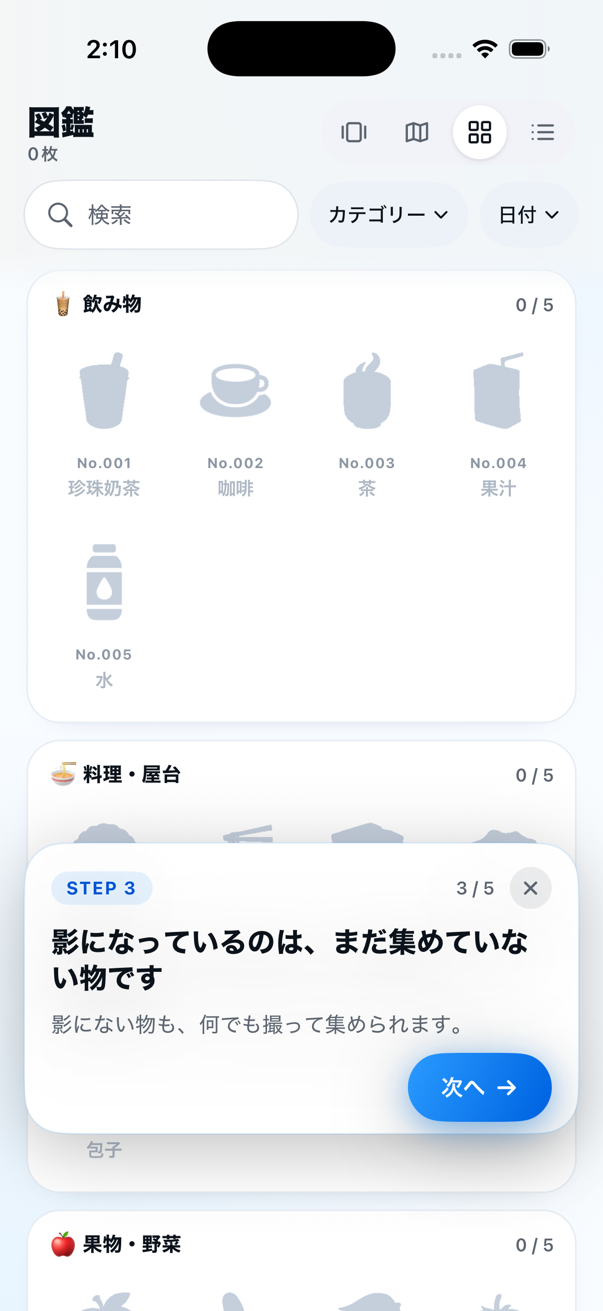 2:10
図鑑
0枚
検索
カテゴリー
日付
飲み物
0 / 5
No.001
No.002
No.003
No.004
珍珠奶茶
咖啡
茶
果汁
No.005
水
料理・屋台
0 / 5
STEP 3
3 / 5
影になっているのは、まだ集めていな
い物です
影にない物も、何でも撮って集められます。
次へ →
包子
果物・野菜
0 / 5